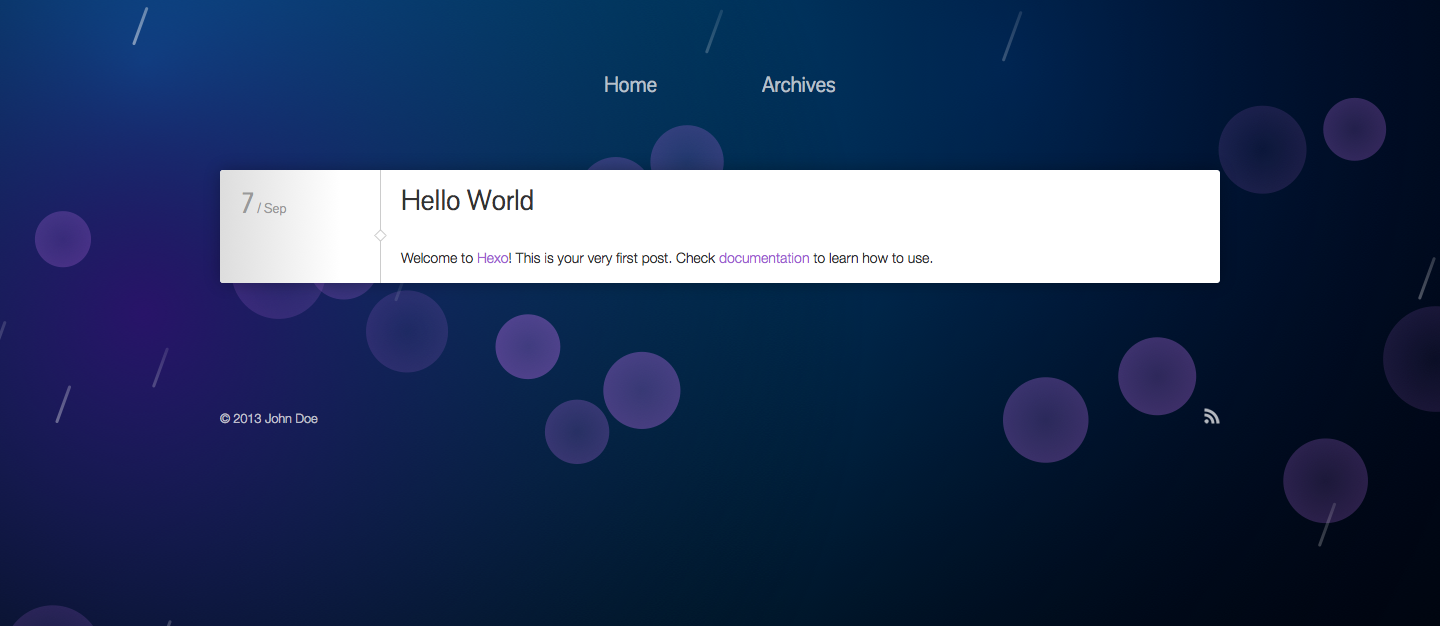 Home Archives
7 / Sep
Hello World
Welcome to Hexo! This is your very first post. Check documentation to learn how to use.
© 2013 John Doe